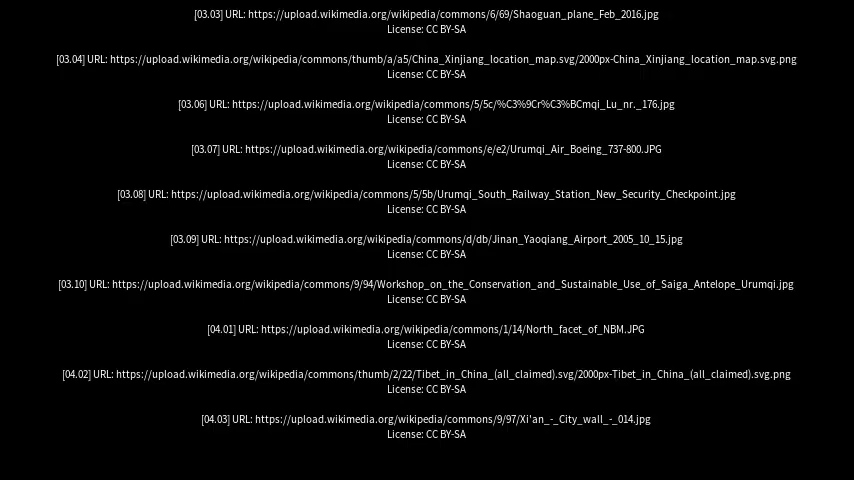 [03.03] URL: https://upload.wikimedia.org/wikipedia/commons/6/69/Shaoguan_plane_Feb_2016.jpg
License: CC BY-SA
[03.04] URL: https://upload.wikimedia.org/wikipedia/commons/thumb/a/a5/China_Xinjiang_location_map.svg/2000px-China_Xinjiang_location_map.svg.png
License: CC BY-SA
[03.06] URL: https://upload.wikimedia.org/wikipedia/commons/5/5c/%C3%9Cr%C3%BCmqi_Lu_nr._176.jpg
License: CC BY-SA
[03.07] URL: https://upload.wikimedia.org/wikipedia/commons/e/e2/Urumqi_Air_Boeing_737-800.JPG
License: CC BY-SA
[03.08] URL: https://upload.wikimedia.org/wikipedia/commons/5/5b/Urumqi_South_Railway_Station_New_Security_Checkpoint.jpg
License: CC BY-SA
[03.09] URL: https://upload.wikimedia.org/wikipedia/commons/d/db/Jinan_Yaoqiang_Airport_2005_10_15.jpg
License: CC BY-SA
[03.10] URL: https://upload.wikimedia.org/wikipedia/commons/9/94/Workshop_on_the_Conservation_and_Sustainable_Use_of_Saiga_Antelope_Urumqi.jpg
License: CC BY-SA
[04.01] URL: https://upload.wikimedia.org/wikipedia/commons/1/14/North_facet_of_NBM.JPG
License: CC BY-SA
[04.02] URL: https://upload.wikimedia.org/wikipedia/commons/thumb/2/22/Tibet_in_China_(all_claimed).svg/2000px-Tibet_in_China_(all_claimed).svg.png
License: CC BY-SA
[04.03] URL: https://upload.wikimedia.org/wikipedia/commons/9/97/Xi'an_-_City_wall_-_014.jpg
License: CC BY-SA